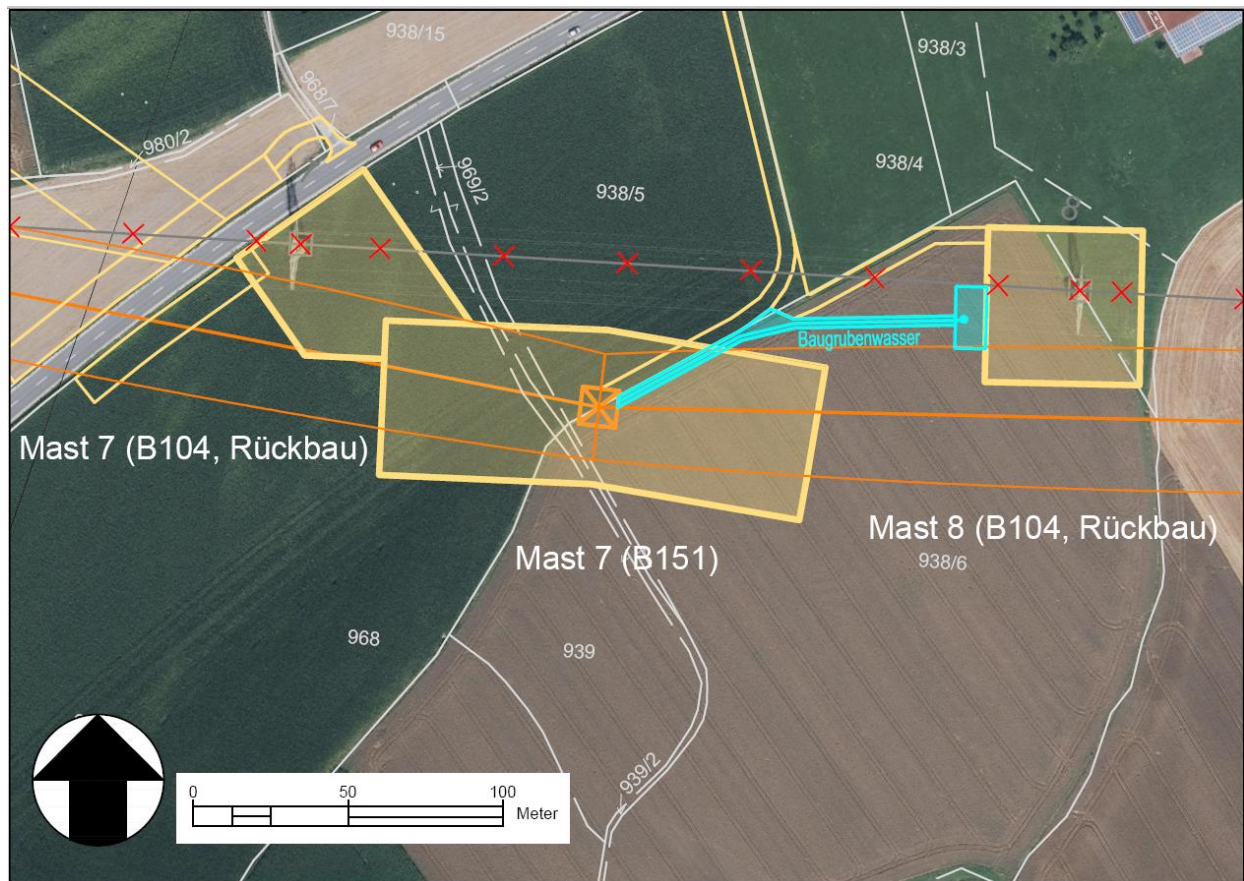 938/15
938/3
968/7
980/2
969/2
938/4
938/5
Baugrubenwasser
Mast 7 (B104, Rückbau)
Mast 8 (B104, Rückbau)
Mast 7 (B151)
938/6
968
939
939/2
0 50 100
Meter